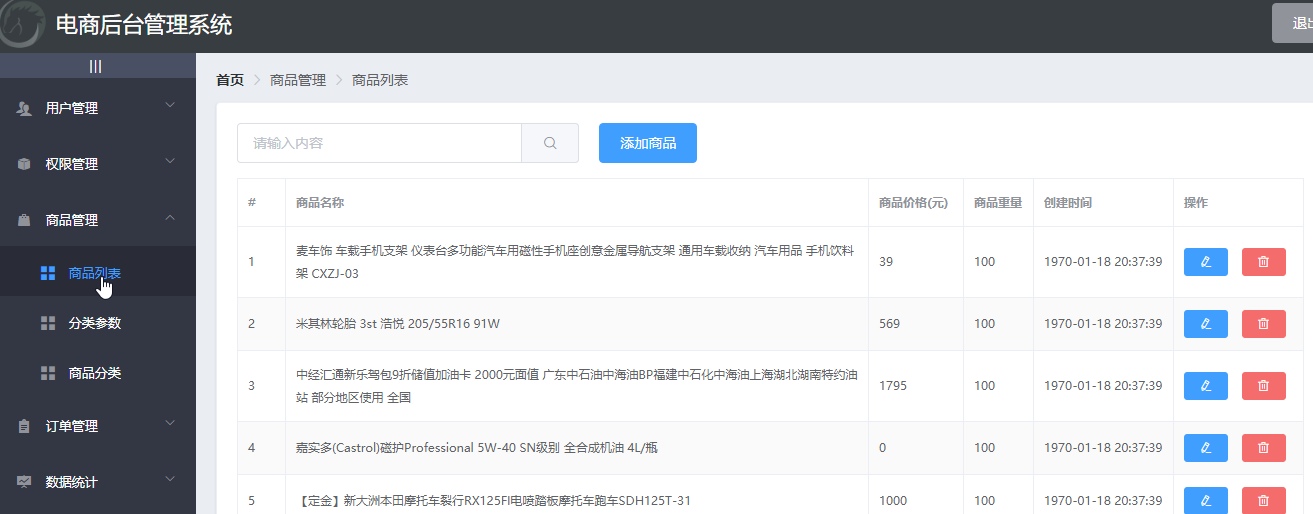 电商后台管理系统
退出
|||
首页 > 商品管理 > 商品列表
用户管理
权限管理
商品管理
商品列表
分类参数
商品分类
订单管理
数据统计
请输入内容
添加商品
# 商品名称 商品价格(元) 商品重量 创建时间 操作
1 麦车饰 车载手机支架 仪表台多功能汽车用磁性手机座创意金属导航支架 通用车载收纳 汽车用品 手机饮料
架 CXZJ-03 39 100 1970-01-18 20:37:39
2 米其林轮胎 3st 浩悦 205/55R16 91W 569 100 1970-01-18 20:37:39
3 中经汇通新乐驾包9折储值加油卡 2000元面值 广东中石油中海油BP福建中石化中海油上海湖北湖南特约油
站 部分地区使用 全国 1795 100 1970-01-18 20:37:39
4 嘉实多(Castrol)磁护Professional 5W-40 SN级别 全合成机油 4L/瓶 0 100 1970-01-18 20:37:39
5 【定金】新大洲本田摩托车裂行RX125FI电喷踏板摩托车跑车SDH125T-31 1000 100 1970-01-18 20:37:39